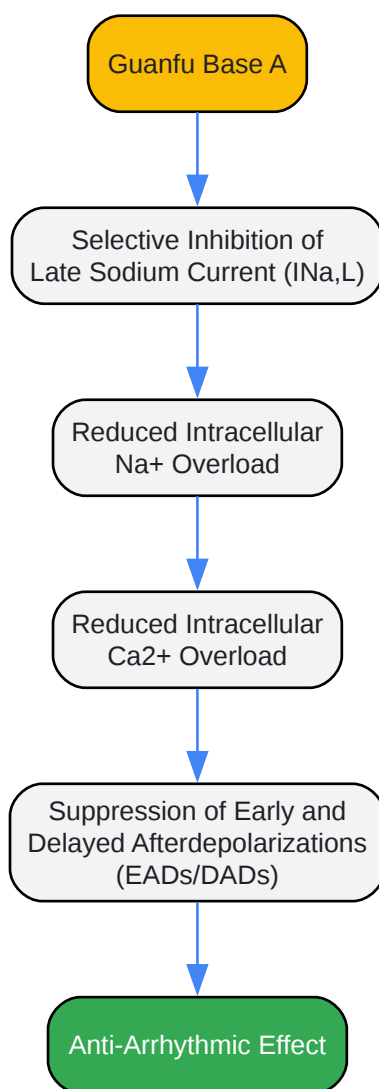 Guanfu Base A
Selective Inhibition of
Late Sodium Current (INa,L)
Reduced Intracellular
Na+ Overload
Reduced Intracellular
Ca2+ Overload
Suppression of Early and
Delayed Afterdepolarizations
(EADs/DADs)
Anti-Arrhythmic Effect